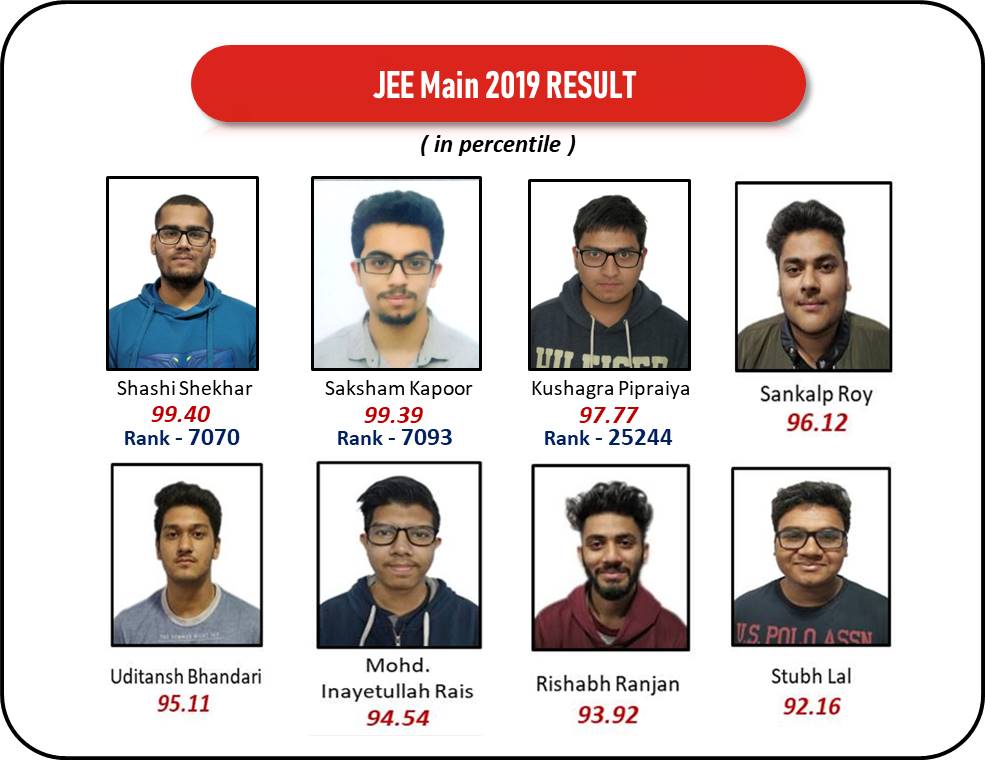 JEE Main 2019 RESULT
( in percentile )
HILFIGER
Shashi Shekhar
99.40
Rank - 7070
Saksham Kapoor
99.39
Rank - 7093
Kushagra Pipraiya
97.77
Rank - 25244
Sankalp Roy
96.12
U.S. POLO ASSN
Uditansh Bhandari
95.11
Mohd.
Inayetullah Rais
94.54
Rishabh Ranjan
93.92
Stubh Lal
92.16